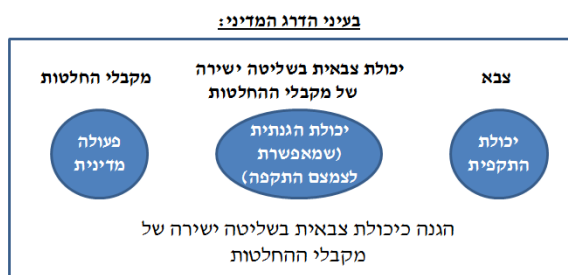 בעיני הדרג המדיני:
מקבלי החלטות
יכולת צבאית בשליטה ישירה
של מקבלי ההחלטות
צבא
פעולה
מדינית
יכולת הגנתית
(שמאפשרת
לצמצם התקפה)
יכולת
התקפית
הגנה כיכולת צבאית בשליטה ישירה של
מקבלי ההחלטות